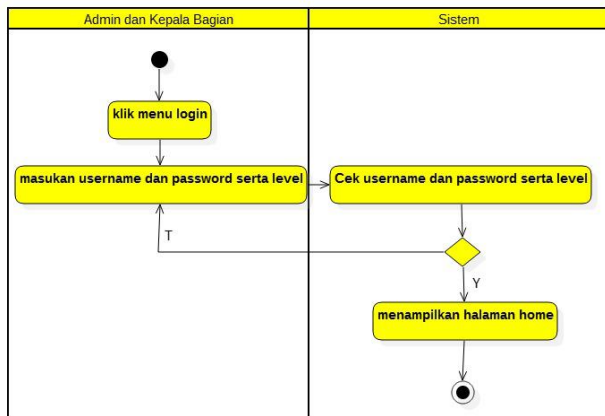 Admin dan Kepala Bagian
Sistem
klik menu login
masukan username dan password serta level
Cek username dan password serta level
T
Y
menampilkan halaman home